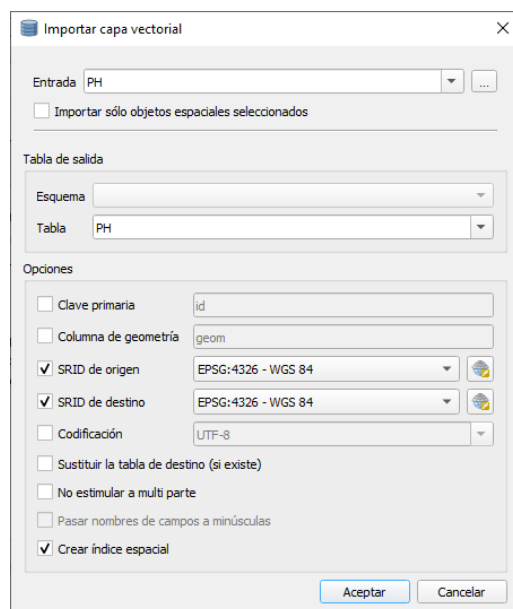 Importar capa vectorial
Entrada PH
...
Importar sólo objetos espaciales seleccionados
Tabla de salida
Esquema
Tabla PH
Opciones
Clave primaria id
Columna de geometría geom
SRID de origen EPSG:4326 - WGS 84
SRID de destino EPSG:4326 - WGS 84
Codificación UTF-8
Sustituir la tabla de destino (si existe)
No estimular a multi parte
Pasar nombres de campos a minúsculas
Crear índice espacial
Aceptar Cancelar